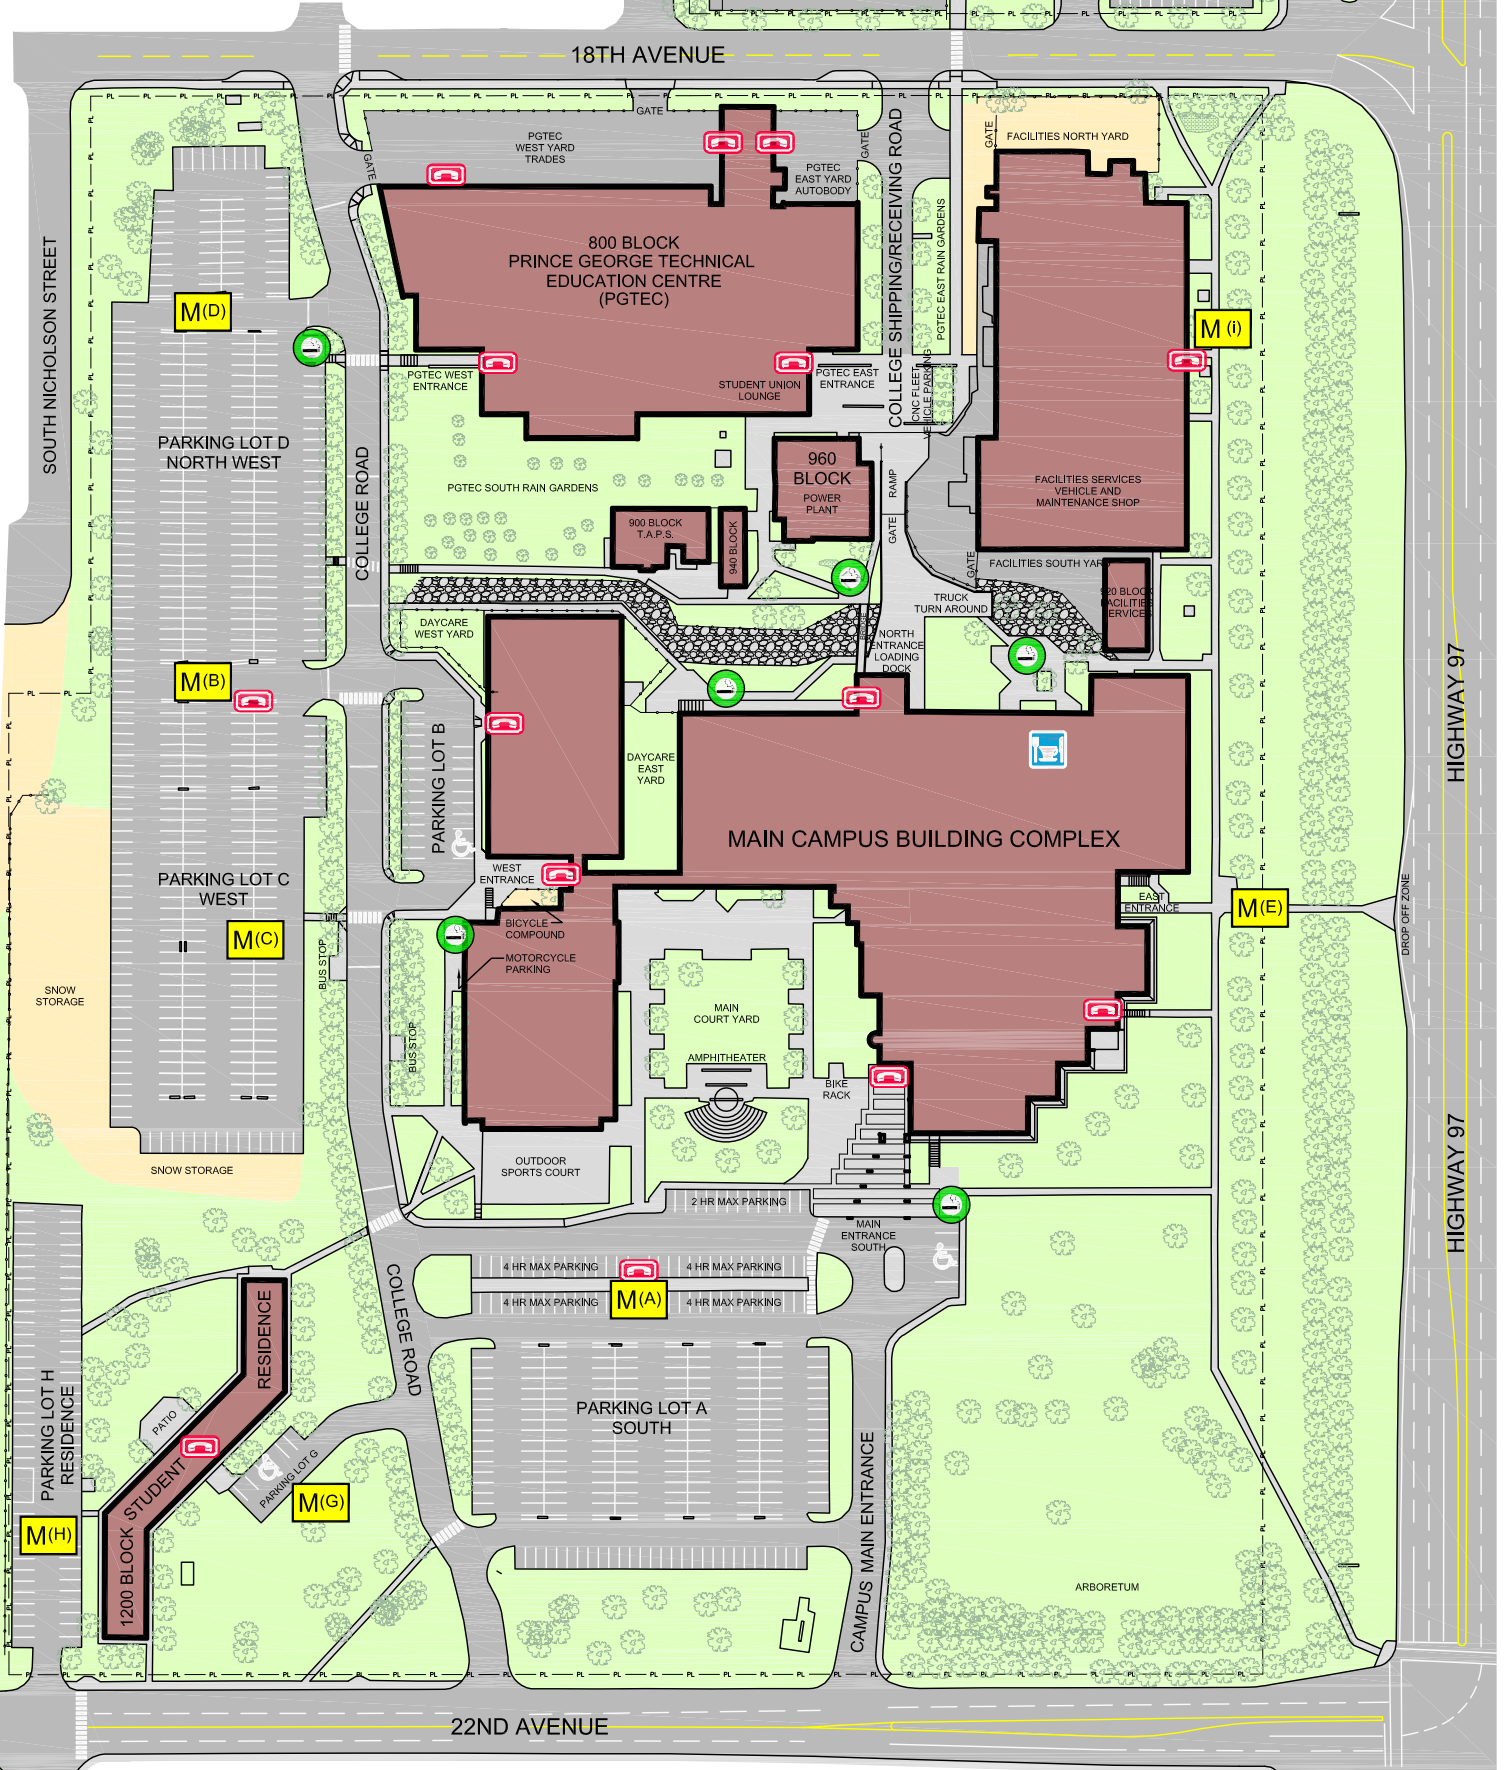 18TH AVENUE
SOUTH NICHOLSON STREET
GATE
GATE
GATE
GATE
PGTEC
WEST YARD
TRADES
PGTEC
EAST YARD
AUTOBODY
FACILITIES NORTH YARD
COLLEGE SHIPPING/RECEIVING ROAD
PGTEC EAST RAIN GARDENS
800 BLOCK
PRINCE GEORGE TECHNICAL
EDUCATION CENTRE
(PGTEC)
M(D)
M (i)
PGTEC WEST
ENTRANCE
STUDENT UNION
LOUNGE
PGTEC EAST
ENTRANCE
CNC FLEET
VEHICLE PARKING
PARKING LOT D
NORTH WEST
COLLEGE ROAD
PGTEC SOUTH RAIN GARDENS
960
BLOCK
POWER
PLANT
RAMP
GATE
FACILITIES SERVICES
VEHICLE AND
MAINTENANCE SHOP
900 BLOCK
T.A.P.S.
940 BLOCK
GATE
FACILITIES SOUTH YARD
920 BLOCK
FACILITIES
SERVICES
TRUCK
TURN AROUND
DAYCARE
WEST YARD
BRIDGE
NORTH
ENTRANCE
LOADING
DOCK
M(B)
PARKING LOT B
DAYCARE
EAST
YARD
HIGHWAY 97
MAIN CAMPUS BUILDING COMPLEX
PARKING LOT C
WEST
WEST
ENTRANCE
EAST
ENTRANCE
M(E)
DROP OFF ZONE
M(C)
BICYCLE
COMPOUND
MOTORCYCLE
PARKING
BUS STOP
BUS STOP
SNOW
STORAGE
MAIN
COURT YARD
AMPHITHEATER
BIKE
RACK
SNOW STORAGE
OUTDOOR
SPORTS COURT
2 HR MAX PARKING
MAIN
ENTRANCE
SOUTH
HIGHWAY 97
4 HR MAX PARKING
4 HR MAX PARKING
4 HR MAX PARKING
4 HR MAX PARKING
M(A)
COLLEGE ROAD
PARKING LOT H
RESIDENCE
1200 BLOCK STUDENT RESIDENCE
PATIO
PARKING LOT G
M(G)
M(H)
PARKING LOT A
SOUTH
CAMPUS MAIN ENTRANCE
ARBORETUM
22ND AVENUE